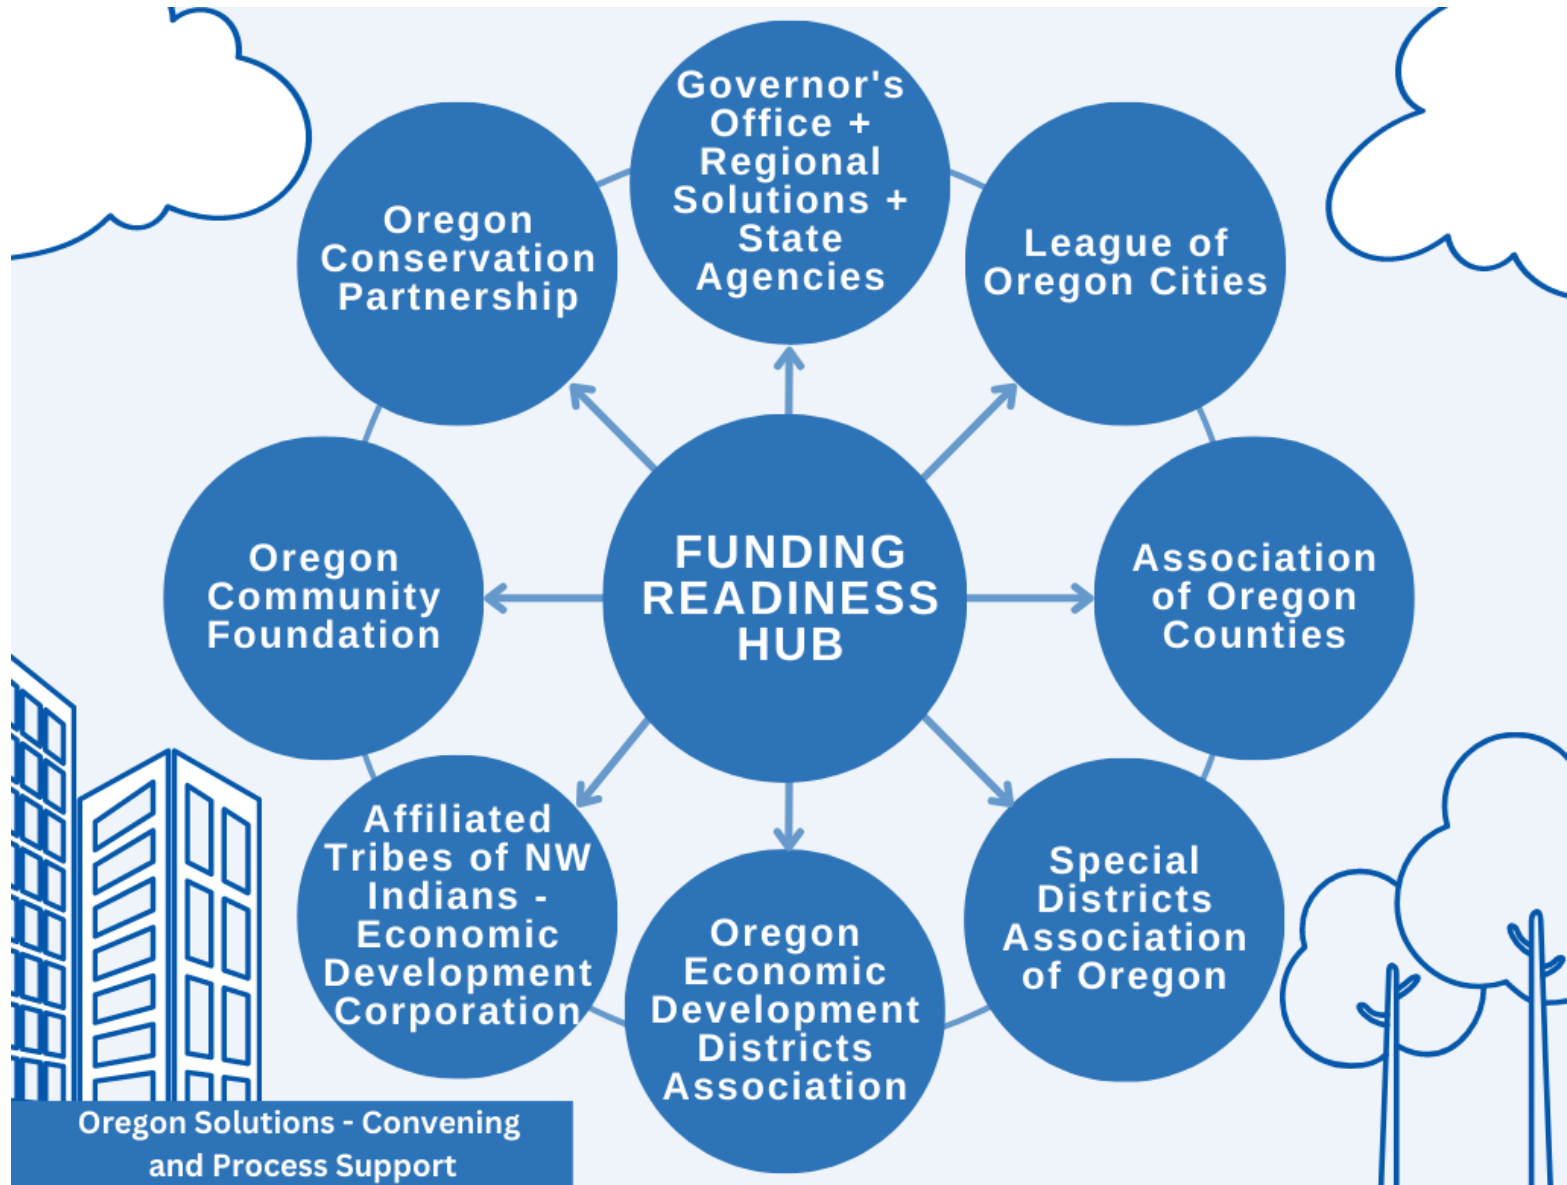 Governor's
Office +
Regional
Solutions +
State
Agencies
League of
Oregon Cities
Association
of Oregon
Counties
Special
Districts
Association
of Oregon
Oregon
Economic
Development
Districts
Association
Affiliated
Tribes of NW
Indians -
Economic
Development
Corporation
Oregon
Community
Foundation
Oregon
Conservation
Partnership
FUNDING
READINESS
HUB
Oregon Solutions - Convening
and Process Support